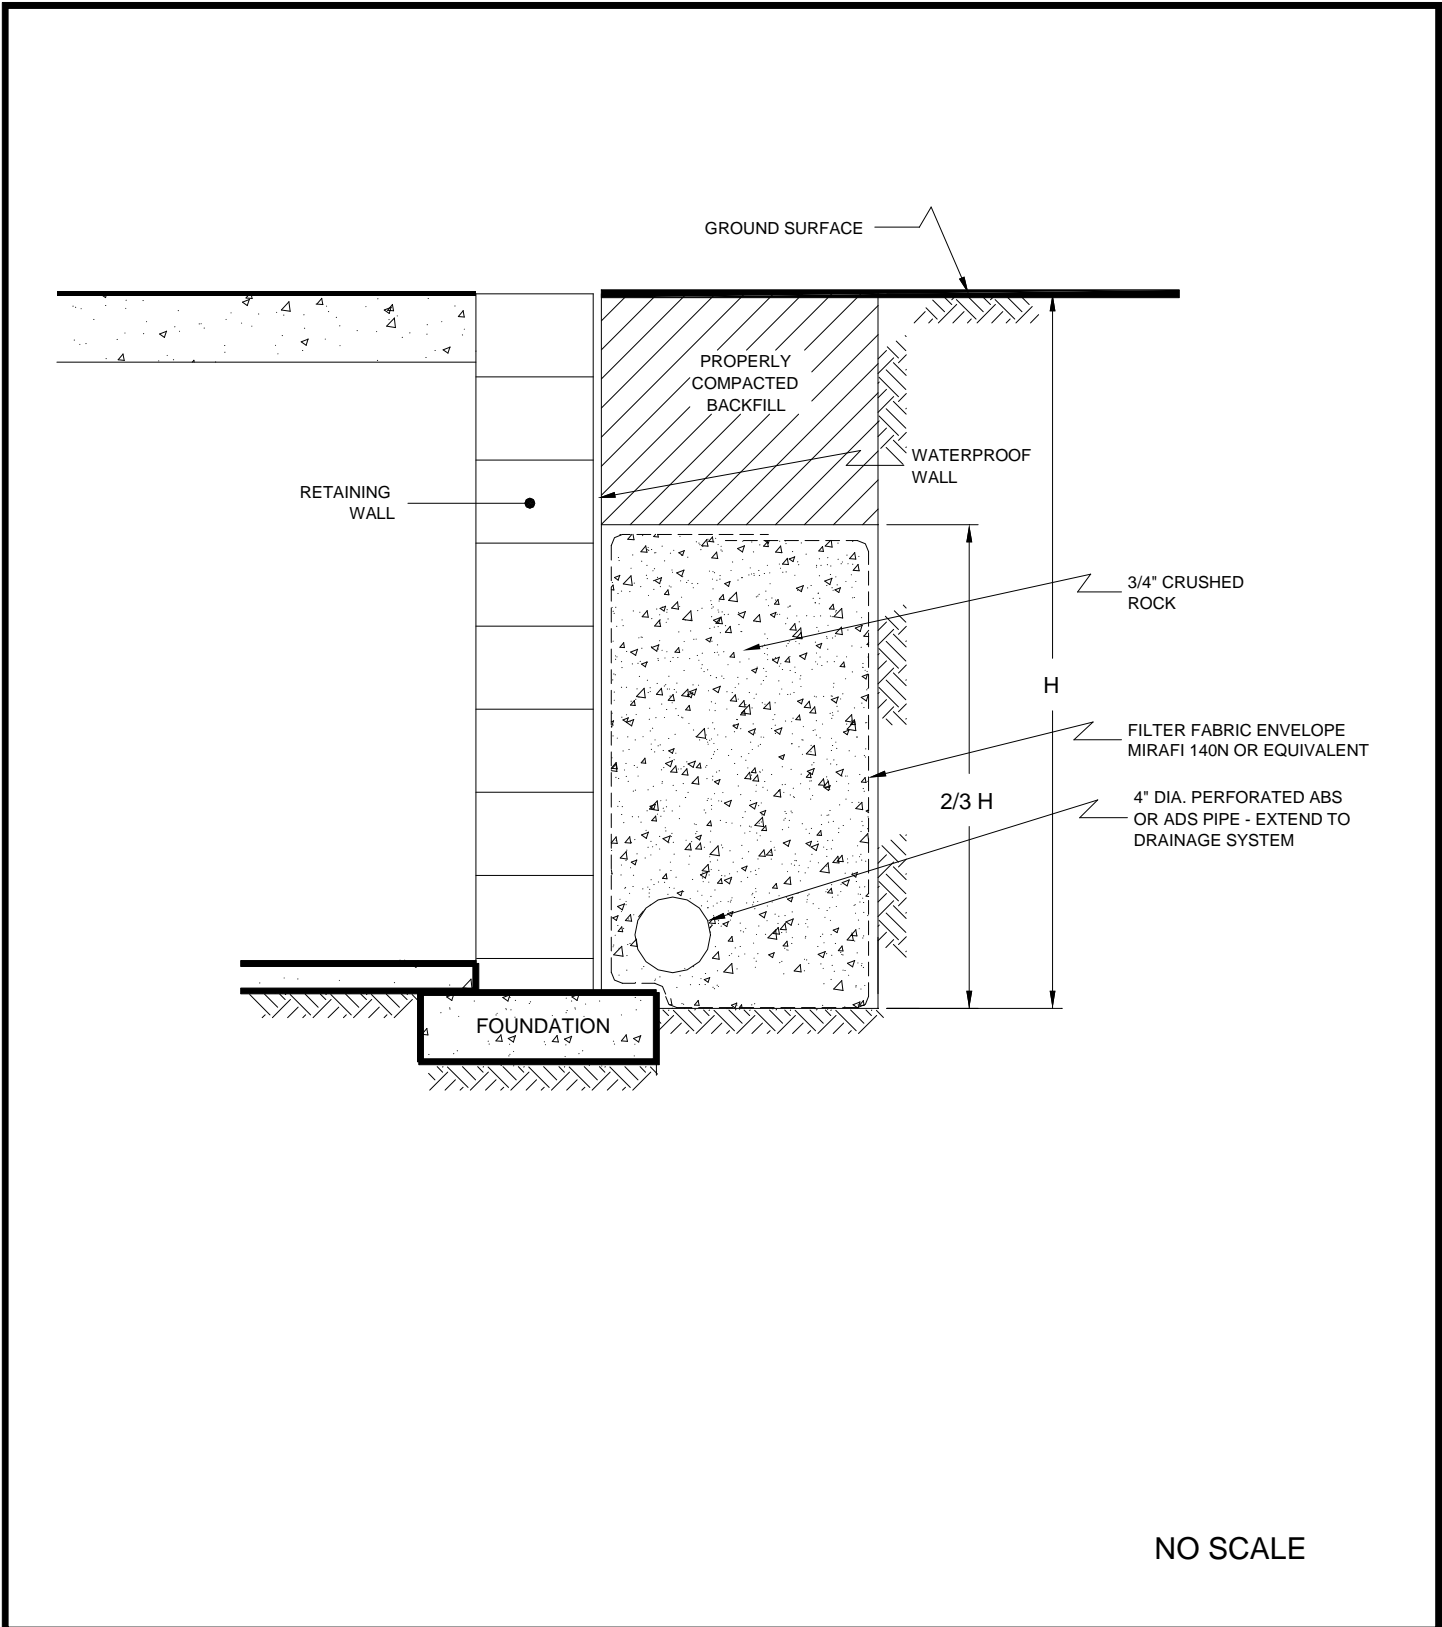 GROUND SURFACE
PROPERLY
COMPACTED
BACKFILL
WATERPROOF
WALL
RETAINING
WALL
3/4" CRUSHED
ROCK
H
FILTER FABRIC ENVELOPE
MIRAFI 140N OR EQUIVALENT
2/3 H
4" DIA. PERFORATED ABS
OR ADS PIPE - EXTEND TO
DRAINAGE SYSTEM
FOUNDATION
NO SCALE